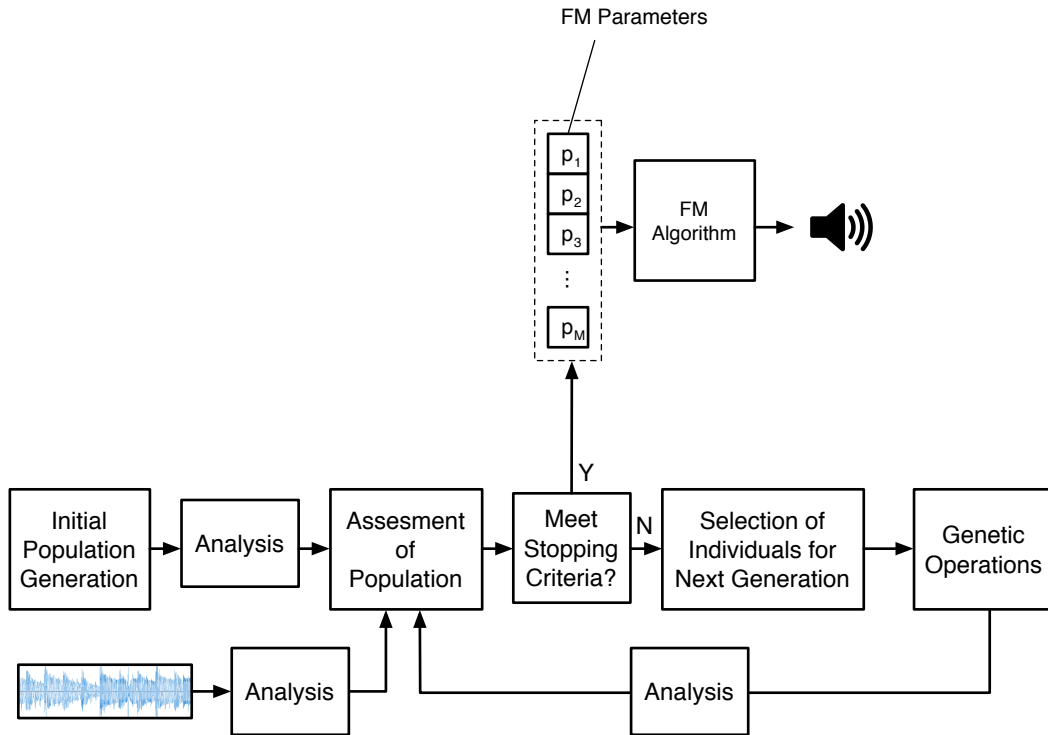 FM Parameters
p1
p2
p3
⋮
pM
FM
Algorithm
Y
Initial
Population
Generation
Analysis
Assesment
of
Population
Meet
Stopping
Criteria?
N
Selection of
Individuals for
Next Generation
Genetic
Operations
Analysis
Analysis